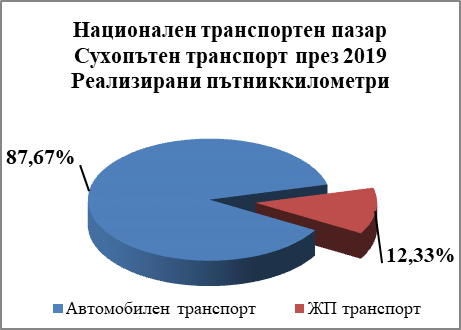 Национален транспортен пазар
Сухопътен транспорт през 2019
Реализирани пътниккилометри
87,67%
12,33%
Автомобилен транспорт
ЖП транспорт